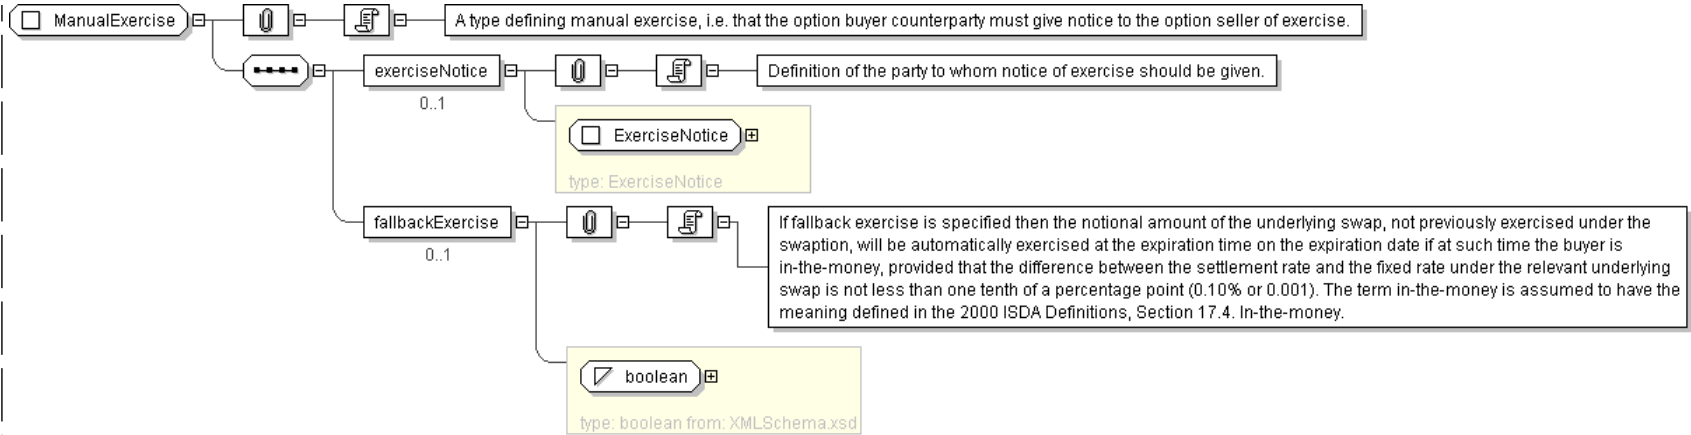 ManualExercise
A type defining manual exercise, i.e. that the option buyer counterparty must give notice to the option seller of exercise.
exerciseNotice
Definition of the party to whom notice of exercise should be given.
0..1
ExerciseNotice
type: ExerciseNotice
fallbackExercise
0..1
If fallback exercise is specified then the notional amount of the underlying swap, not previously exercised under the
swaption, will be automatically exercised at the expiration time on the expiration date if at such time the buyer is
in-the-money, provided that the difference between the settlement rate and the fixed rate under the relevant underlying
swap is not less than one tenth of a percentage point (0.10% or 0.001). The term in-the-money is assumed to have the
meaning defined in the 2000 ISDA Definitions, Section 17.4. In-the-money.
boolean
type: boolean from: XMLSchema.xsd